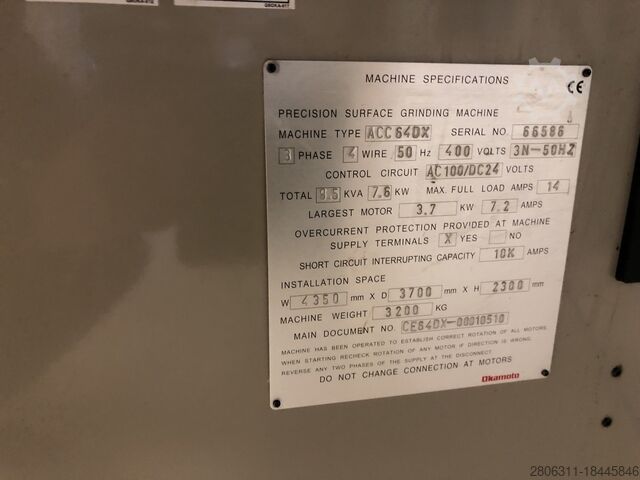 MACHINE SPECIFICATIONS
CE
PRECISION SURFACE GRINDING MACHINE
MACHINE TYPE ACC64DX SERIAL NO. 66586
3 PHASE 4 WIRE 50 Hz 400 VOLTS 3N-50HZ
CONTROL CIRCUIT AC100/DC24 VOLTS
TOTAL 9.5 KVA 7.6 KW MAX. FULL LOAD AMPS 14
LARGEST MOTOR 3.7 KW 7.2 AMPS
OVERCURRENT PROTECTION PROVIDED AT MACHINE
SUPPLY TERMINALS X YES NO
SHORT CIRCUIT INTERRUPTING CAPACITY 10K AMPS
INSTALLATION SPACE
W 4350 mm X D 3700 mm X H 2300 mm
MACHINE WEIGHT 3200 KG
MAIN DOCUMENT NO. CE64DX-00010510
MACHINE HAS BEEN OPERATED TO ESTABLISH CORRECT ROTATION OF ALL MOTORS.
WHEN STARTING RECHECK ROTATION OF ANY MOTOR IF DIRECTION IS WRONG.
REVERSE ANY TWO PHASES OF THE SUPPLY AT THE DISCONNECT
DO NOT CHANGE CONNECTION AT MOTORS
Okamoto
2806311-18445846